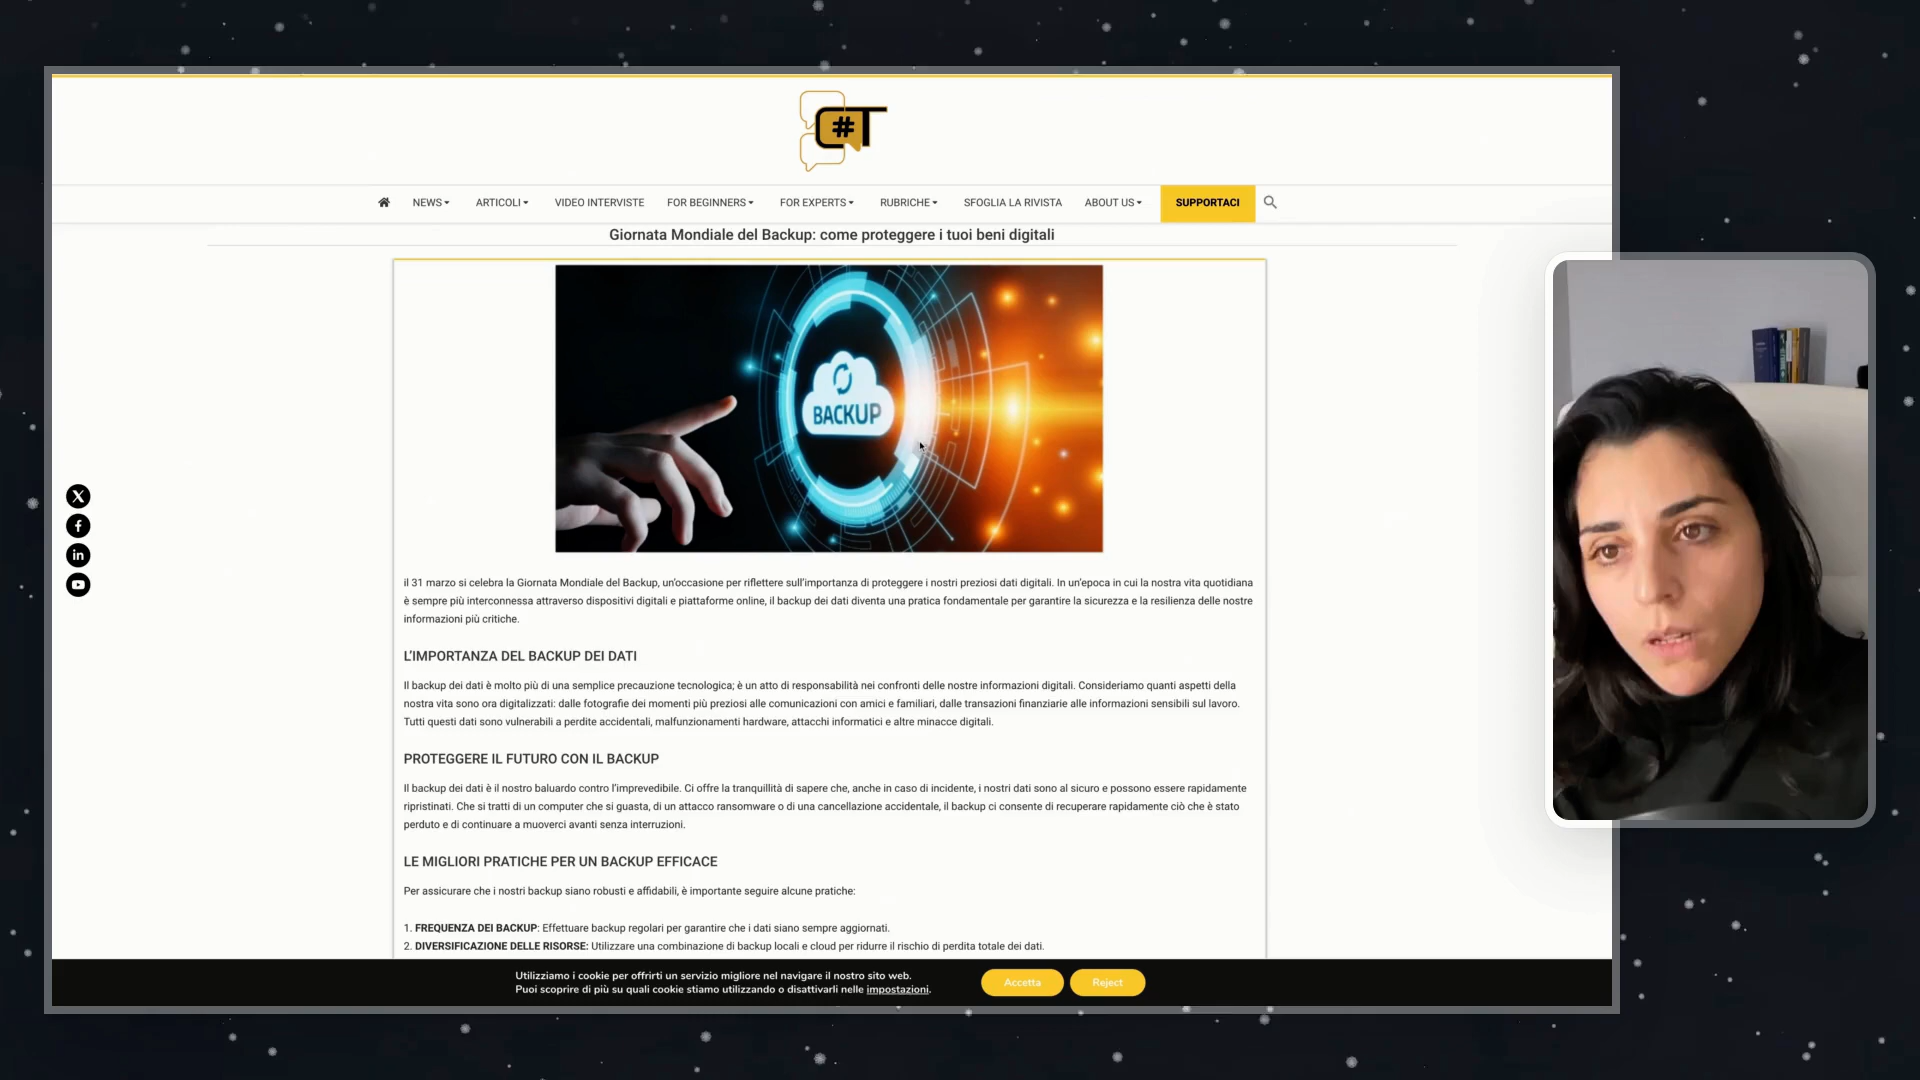 #T
NEWS
ARTICOLI
VIDEO INTERVISTE
FOR BEGINNERS
FOR EXPERTS
RUBRICHE
SFOGLIA LA RIVISTA
ABOUT US
SUPPORTACI
Giornata Mondiale del Backup: come proteggere i tuoi beni digitali
BACKUP
X
f
in
il 31 marzo si celebra la Giornata Mondiale del Backup, un'occasione per riflettere sull'importanza di proteggere i nostri preziosi dati digitali. In un'epoca in cui la nostra vita quotidiana
è sempre più interconnessa attraverso dispositivi digitali e piattaforme online, il backup dei dati diventa una pratica fondamentale per garantire la sicurezza e la resilienza delle nostre
informazioni più critiche.
L'IMPORTANZA DEL BACKUP DEI DATI
Il backup dei dati è molto più di una semplice precauzione tecnologica; è un atto di responsabilità nei confronti delle nostre informazioni digitali. Consideriamo quanti aspetti della
nostra vita sono ora digitalizzati: dalle fotografie dei momenti più preziosi alle comunicazioni con amici e familiari, dalle transazioni finanziarie alle informazioni sensibili sul lavoro.
Tutti questi dati sono vulnerabili a perdite accidentali, malfunzionamenti hardware, attacchi informatici e altre minacce digitali.
PROTEGGERE IL FUTURO CON IL BACKUP
Il backup dei dati è il nostro baluardo contro l'imprevedibile. Ci offre la tranquillità di sapere che, anche in caso di incidente, i nostri dati sono al sicuro e possono essere rapidamente
ripristinati. Che si tratti di un computer che si guasta, di un attacco ransomware o di una cancellazione accidentale, il backup ci consente di recuperare rapidamente ciò che è stato
perduto e di continuare a muoverci avanti senza interruzioni.
LE MIGLIORI PRATICHE PER UN BACKUP EFFICACE
Per assicurare che i nostri backup siano robusti e affidabili, è importante seguire alcune pratiche:
1. FREQUENZA DEI BACKUP: Effettuare backup regolari per garantire che i dati siano sempre aggiornati.
2. DIVERSIFICAZIONE DELLE RISORSE: Utilizzare una combinazione di backup locali e cloud per ridurre il rischio di perdita totale dei dati.
Utilizziamo i cookie per offrirti un servizio migliore nel navigare il nostro sito web.
Puoi scoprire di più su quali cookie stiamo utilizzando o disattivarli nelle impostazioni.
Accetta
Reject